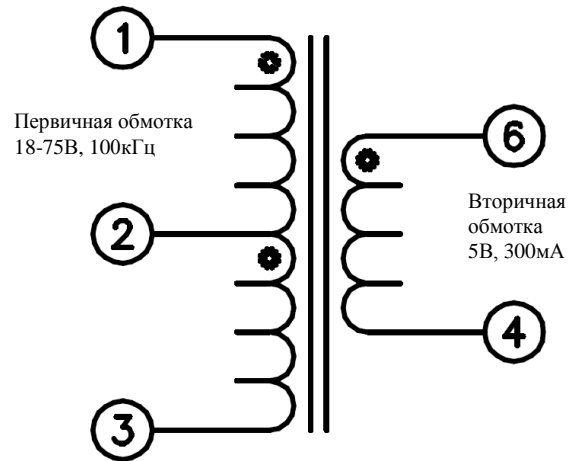 1
Первичная обмотка
18-75В, 100кГц
6
Вторичная
обмотка
5В, 300мА
2
4
3